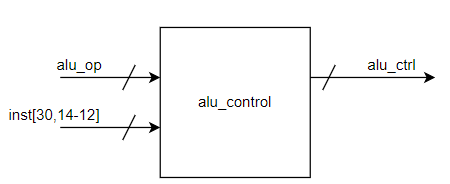 alu_op
alu_ctrl
alu_control
inst[30,14-12]